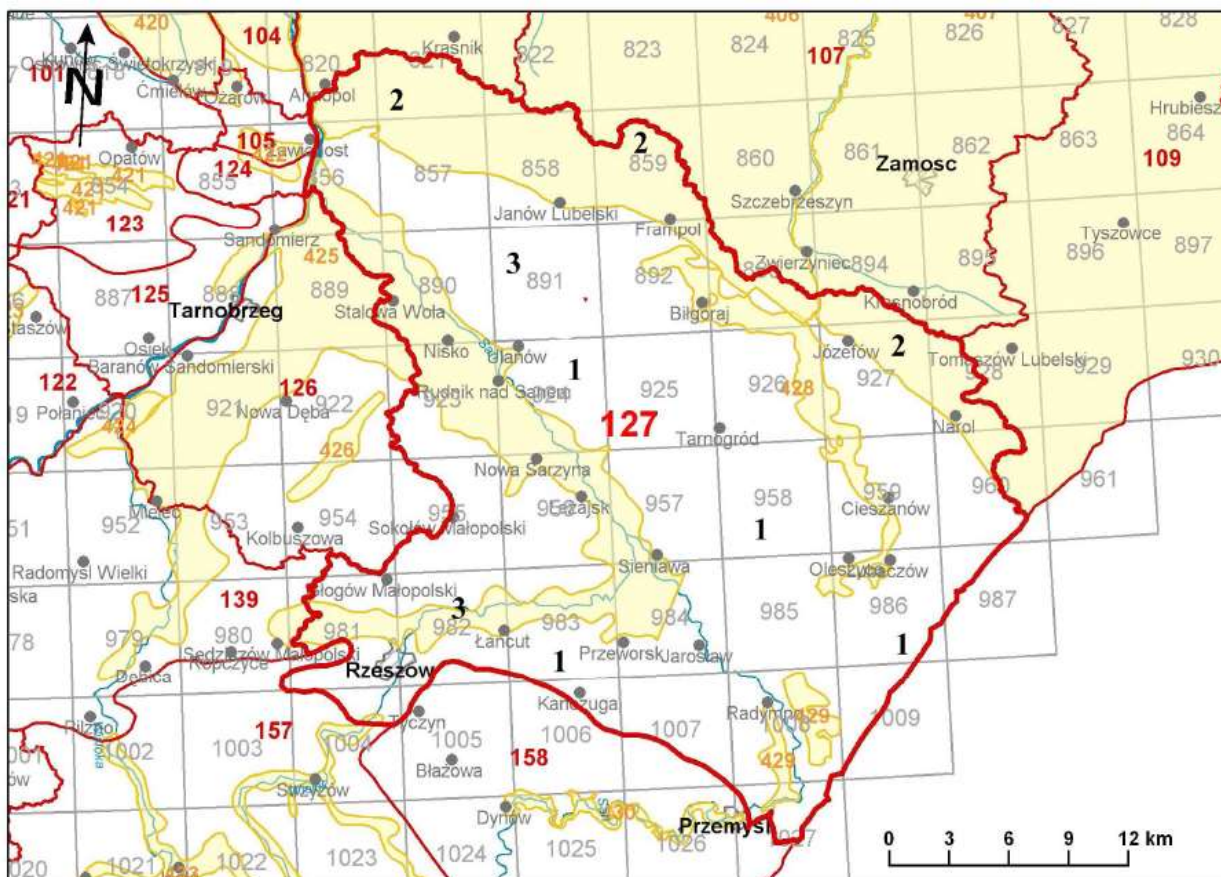 420
104
406
407
827
828
Kraśnik
822
823
824
825
826
107
101
Świętokrzyski
820
Ćmielów
Ożarów
Annopol
N
2
Hrubiesz
864
105
Zawichost
2
862
863
Opatów
124
857
858
859
860
861
Zamosc
109
421
855
421
Szczebrzeszyn
123
Janów Lubelski
Frampol
Tyszowce
Sandomierz
425
3
Zwierzyniec
894
895
896
897
887
125
889
890
891
892
Krasnobród
Tarnobrzeg
Stalowa Wola
Biłgoraj
Osiek
Nisko
Ulanów
Józefów
2
Tomaszów Lubelski
Baranów Sandomierski
1
929
930
122
126
Rudnik nad Sanem
925
926
927
Połaniec
921
922
Nowa Dęba
428
127
Narol
426
Tarnogród
Nowa Sarzyna
961
957
958
959
960
Mielec
Leżajsk
Cieszanów
952
953
954
Sokołów Małopolski
1
Kolbuszowa
Radomyśl Wielki
Sieniawa
Oleszyce
Lubaczów
Głogów Małopolski
139
3
985
986
987
978
979
980
981
982
983
984
Sędziszów Małopolski
Łańcut
1
Przeworsk
Jarosław
1
Dębica
Ropczyce
Rzeszów
Kańczuga
Pilzno
Tyczyn
Radymno
429
1009
157
1007
1002
1003
1004
1005
1006
158
Błażowa
429
Strzyżów
Dynów
Przemyśl
0 3 6 9 12 km
1020
1021
1022
1023
1024
1025
1026